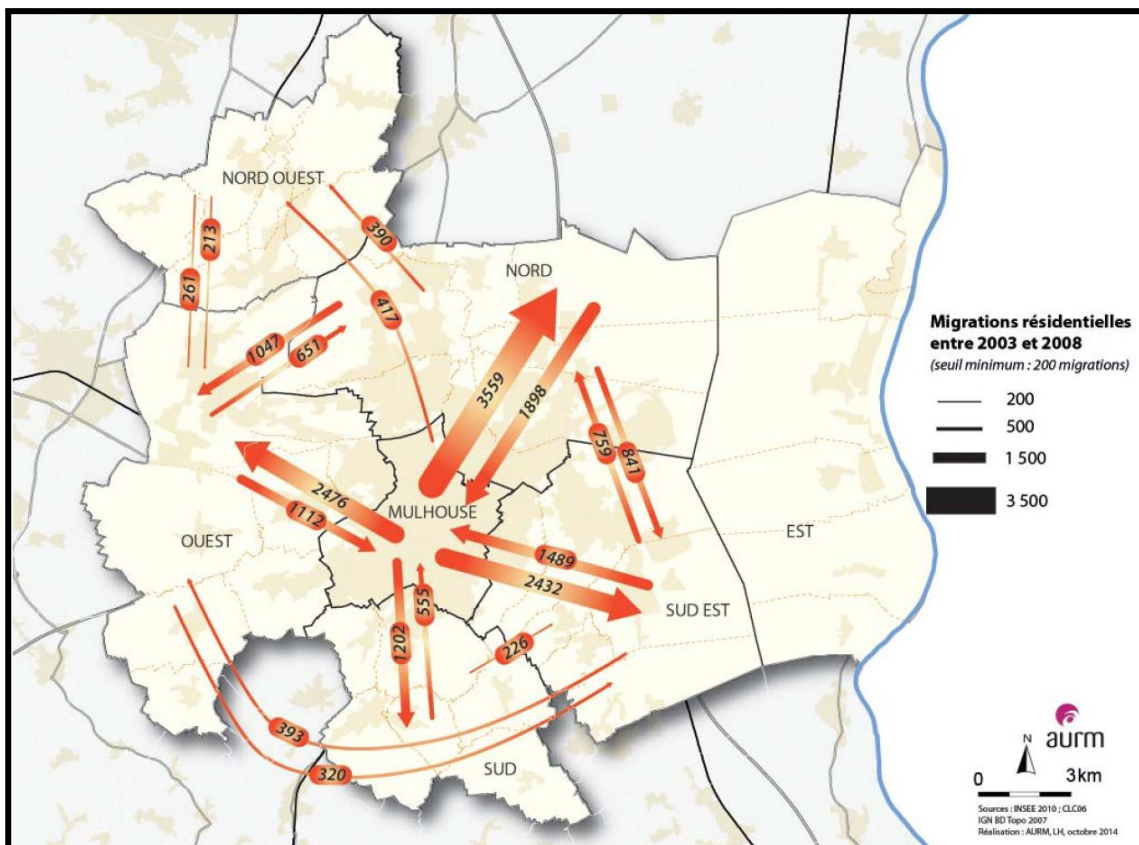 NORD OUEST
213
261
390
NORD
417
1047
651
3559
1898
759
841
2476
1112
MULHOUSE
OUEST
EST
1489
2432
SUD EST
555
1202
226
393
320
SUD
Migrations résidentielles
entre 2003 et 2008
(seuil minimum : 200 migrations)
200
500
1 500
3 500
aurm
N
0 3 km
Sources : INSEE 2010 ; CLC06
IGN BD Topo 2007
Réalisation : AURM, LH, octobre 2014